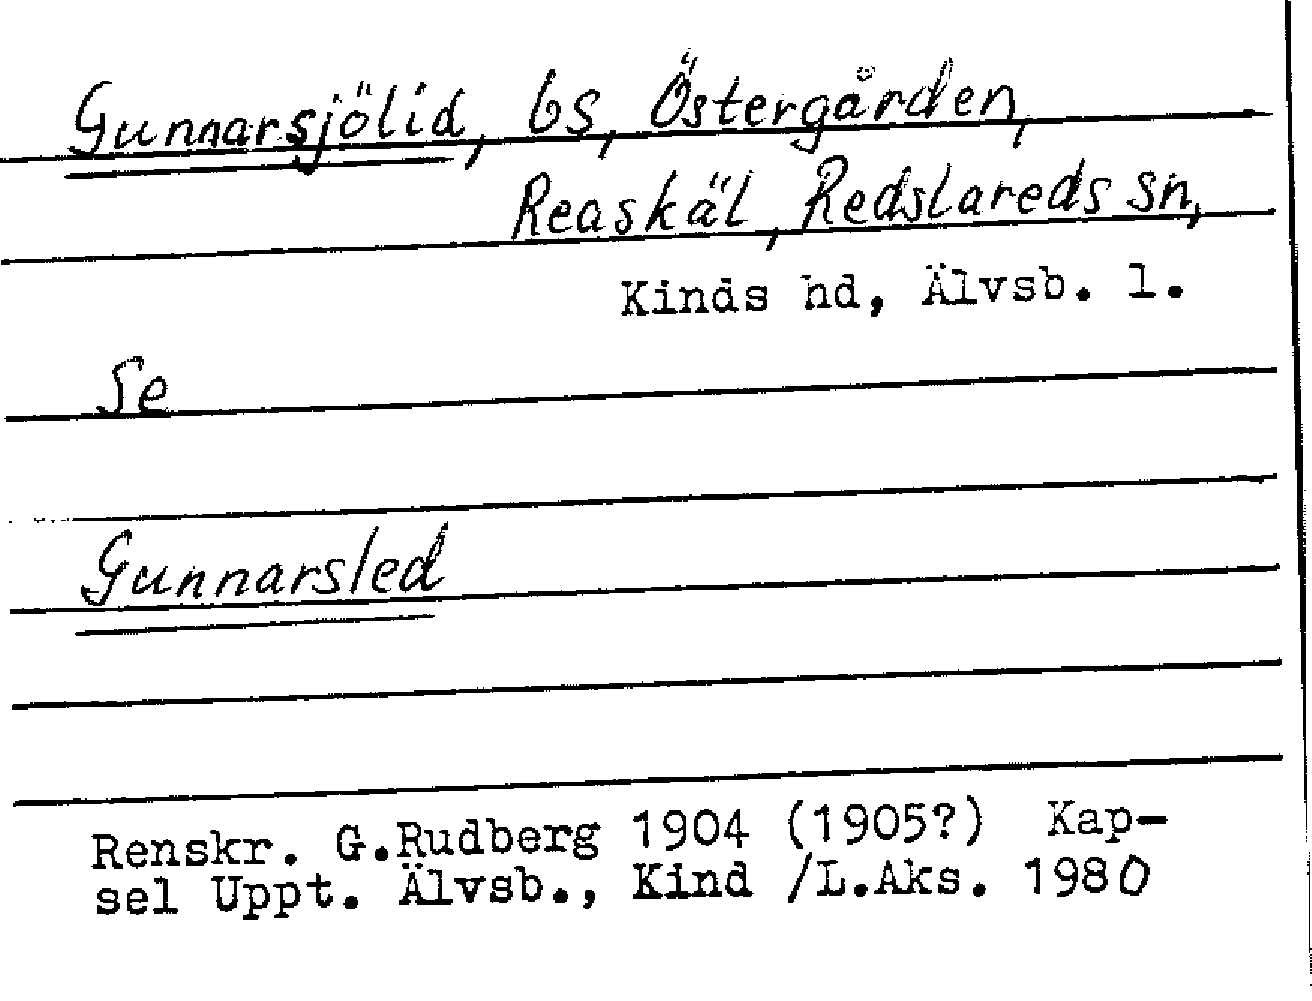 Gunnarsjölid, bs, Östergården,
Reaskäl, Redslareds sn,
Kinds hd, Älvsb. l.
Se
Gunnarsled
Renskr. G.Rudberg 1904 (1905?) Kap-
sel Uppt. Älvsb., Kind /L.Aks. 1980